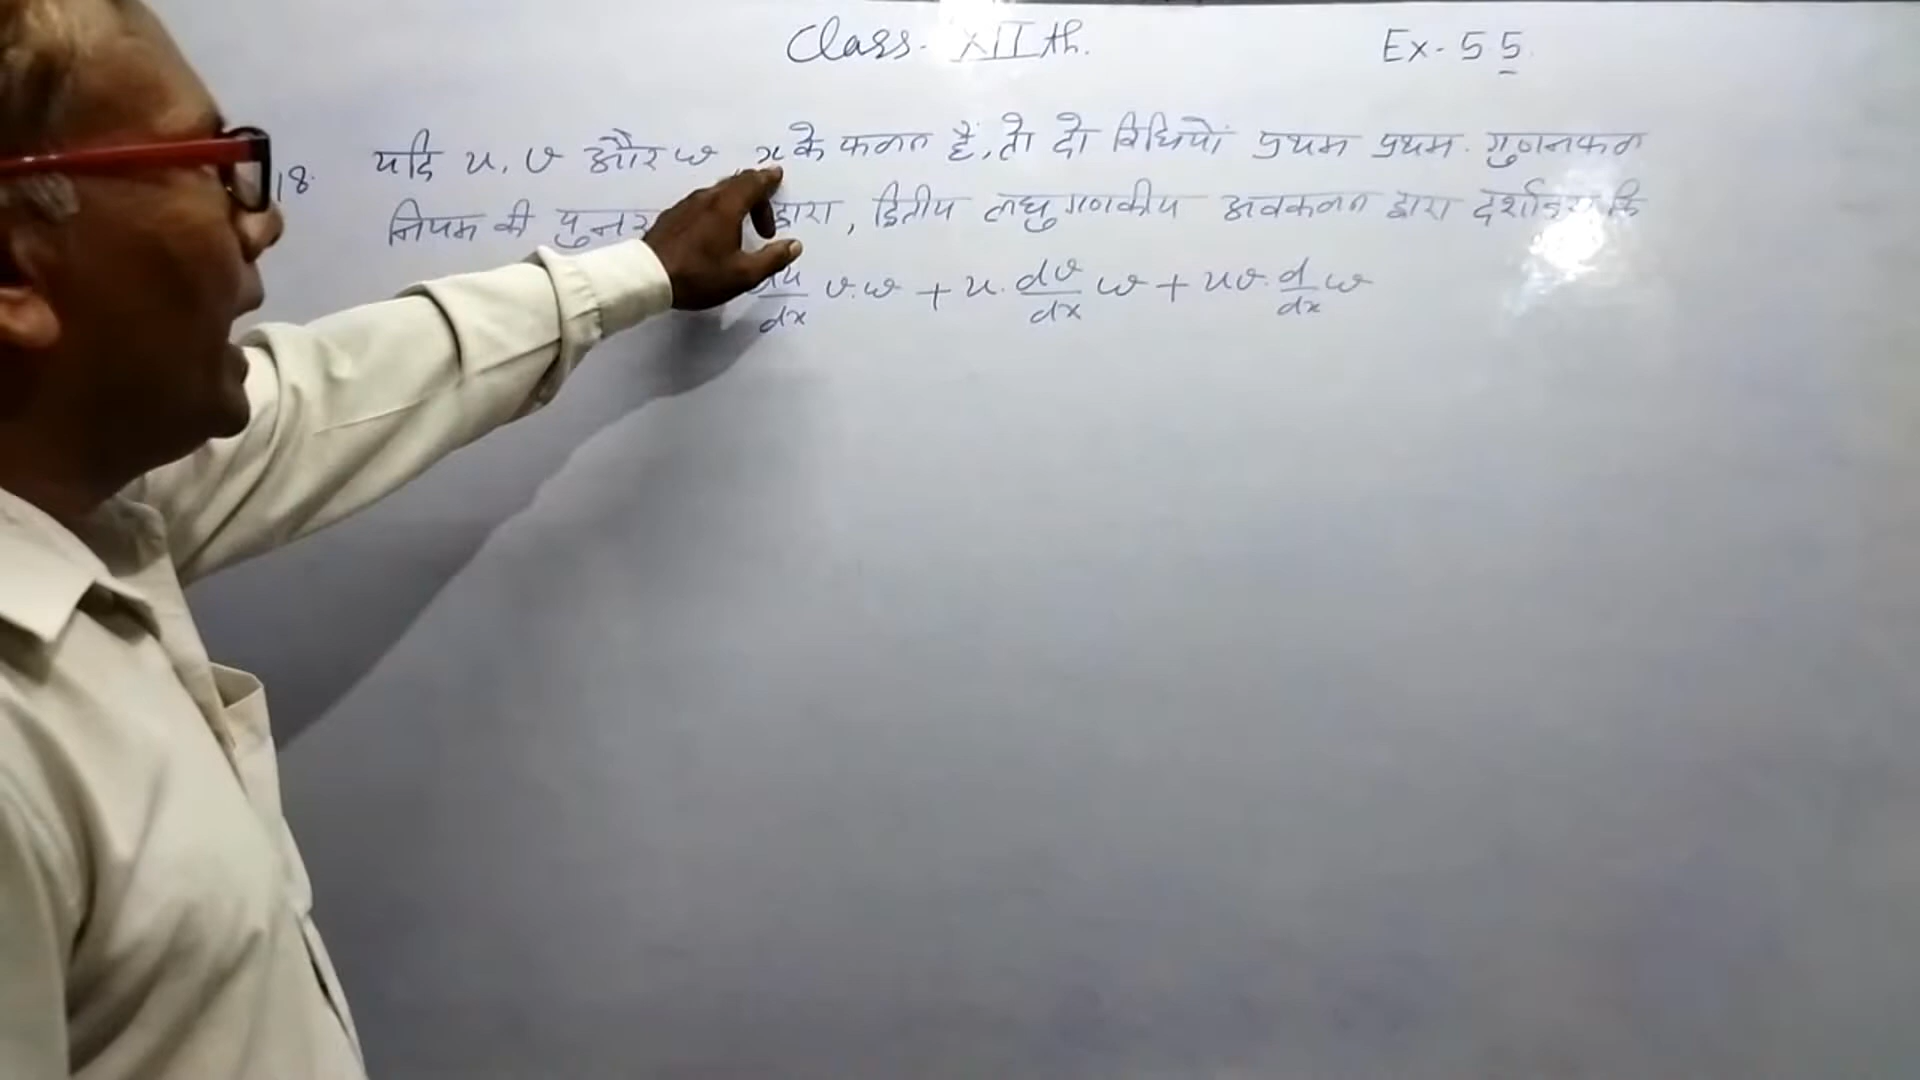 Class- XIIth. Ex- 5.5
18. यदि u, v और w x के फलन है, तो दो विधियों प्रथम प्रथम- गुणनफल
नियम की द्वारा, द्वितीय लघुगणकीय अवकलन द्वारा दर्शाइए कि
du/dx v.w + u. dv/dx w + uv. d/dx w